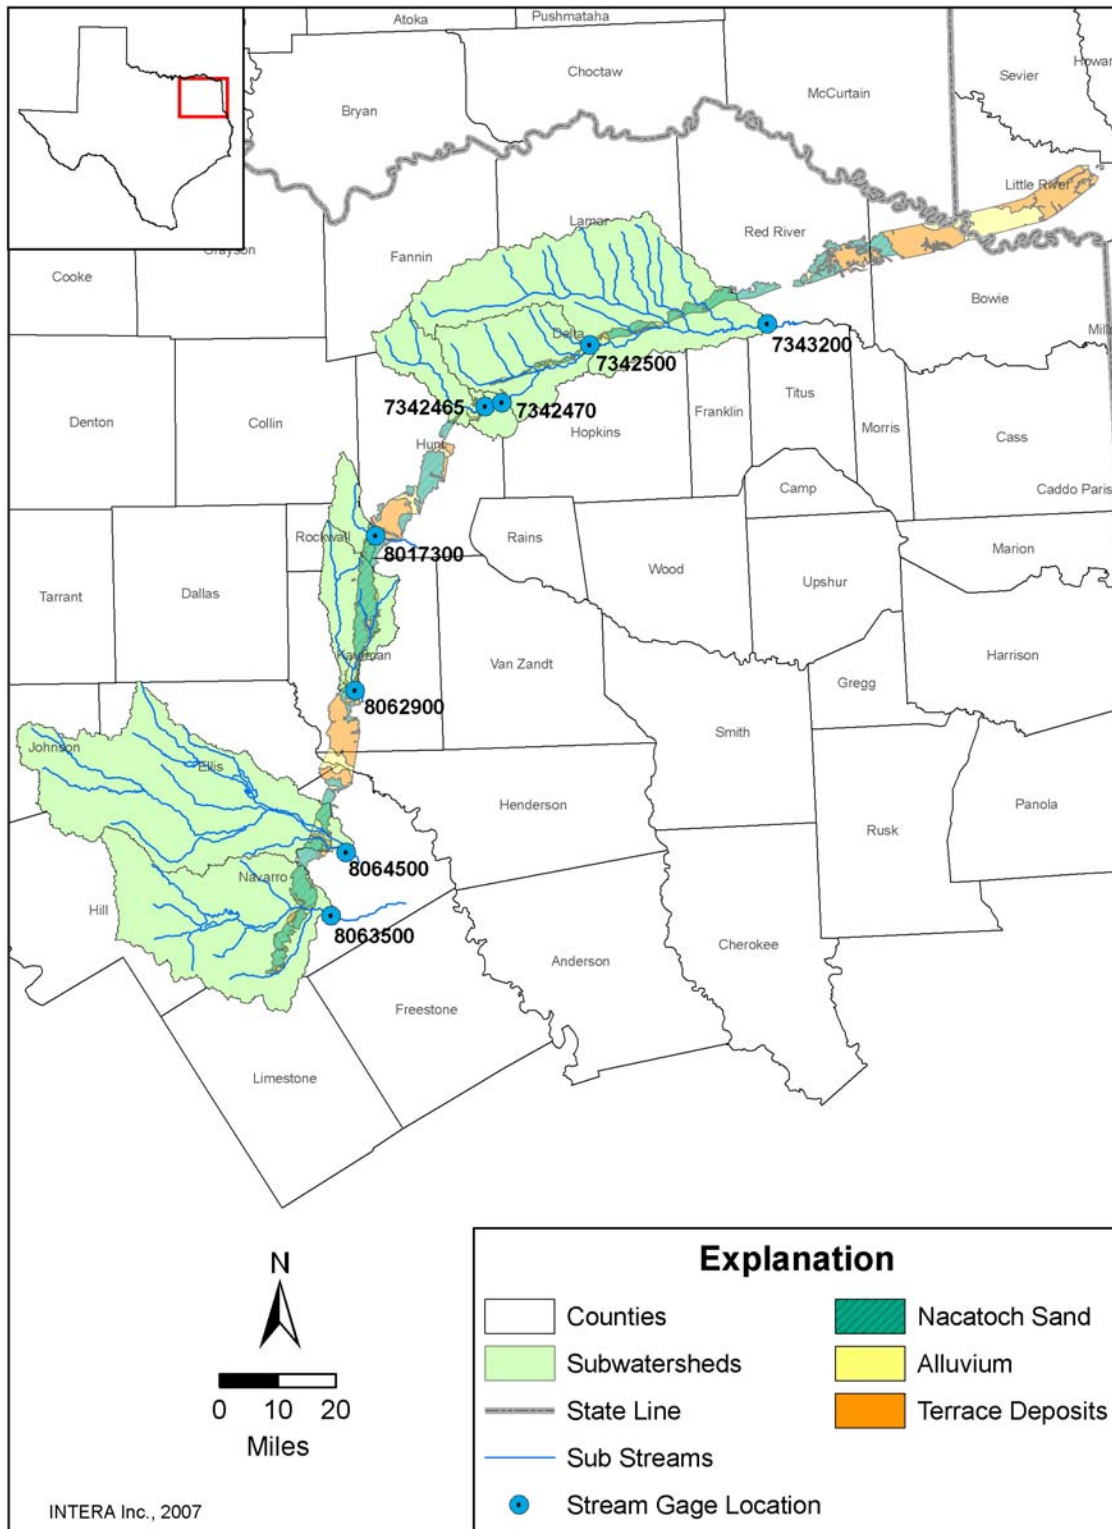 Atoka
Pushmataha
Choctaw
Bryan
McCurtain
Sevier
Howar
Little River
Lamar
Red River
Grayson
Fannin
Cooke
Bowie
Mill
Delta
7343200
7342500
7342465
7342470
Franklin
Titus
Morris
Cass
Denton
Collin
Hunt
Hopkins
Camp
Caddo Paris
Rockwall
8017300
Rains
Wood
Upshur
Marion
Tarrant
Dallas
Kaufman
Van Zandt
Gregg
Harrison
8062900
Smith
Johnson
Ellis
Henderson
Rusk
Panola
8064500
Navarro
Hill
8063500
Cherokee
Anderson
Freestone
Limestone
N
0 10 20
Miles
INTERA Inc., 2007
Explanation
Counties
Subwatersheds
State Line
Sub Streams
Stream Gage Location
Nacatoch Sand
Alluvium
Terrace Deposits